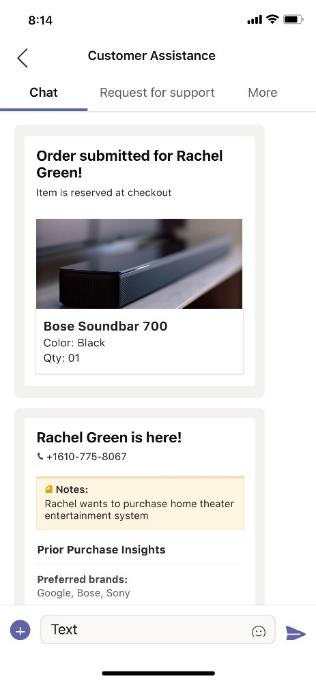 8:14
Customer Assistance
Chat
Request for support
More
Order submitted for Rachel
Green!
Item is reserved at checkout
Bose Soundbar 700
Color: Black
Qty: 01
Rachel Green is here!
+1610-775-8067
Notes:
Rachel wants to purchase home theater
entertainment system
Prior Purchase Insights
Preferred brands:
Google, Bose, Sony
Text